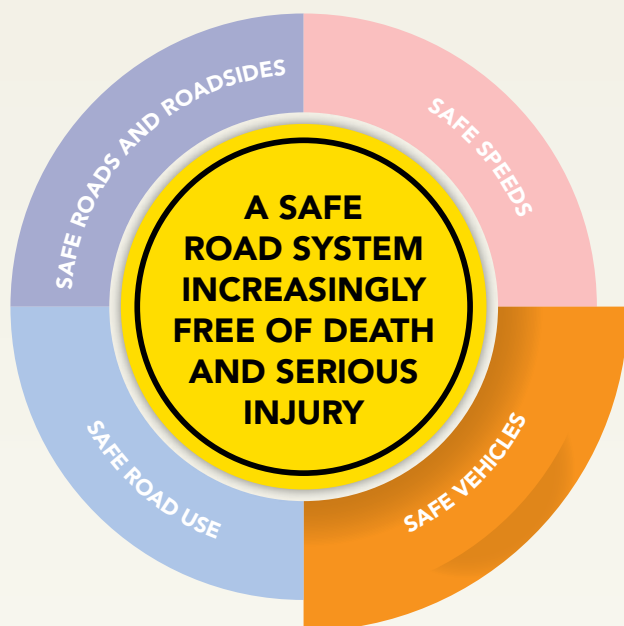 SAFE ROADS AND ROADSIDES
SAFE SPEEDS
A SAFE
ROAD SYSTEM
INCREASINGLY
FREE OF DEATH
AND SERIOUS
INJURY
SAFE ROAD USE
SAFE VEHICLES